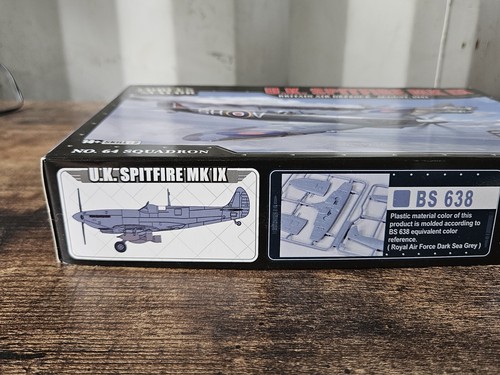 U.K. SPITFIRE MK IX
NO. 64 SQUADRON
U.K. SPITFIRE MK IX
BS 638
Plastic material color of this
product is molded according to
BS 638 equivalent color
reference.
( Royal Air Force Dark Sea Grey )